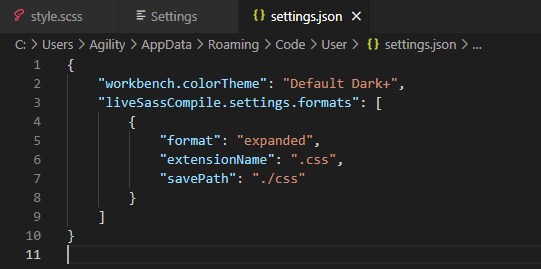 style.scss Settings {} settings.json ×
C: > Users > Agility > AppData > Roaming > Code > User > {} settings.json > ...
1 {
2 "workbench.colorTheme": "Default Dark+",
3 "liveSassCompile.settings.formats": [
4 {
5 "format": "expanded",
6 "extensionName": ".css",
7 "savePath": "./css"
8 }
9 ]
10 }
11